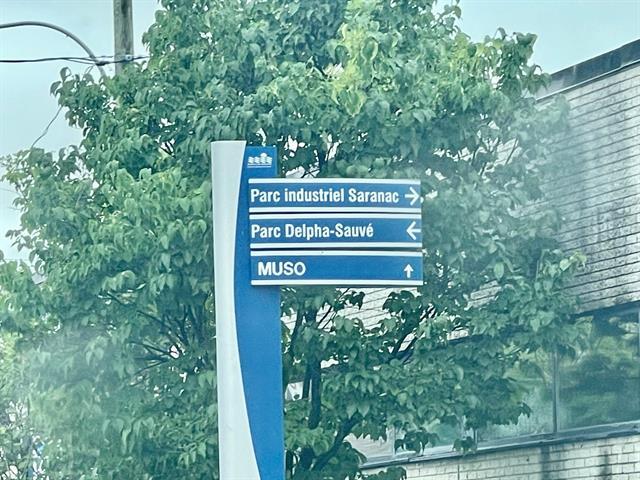 Parc industriel Saranac →
Parc Delpha-Sauvé ←
MUSO ↑